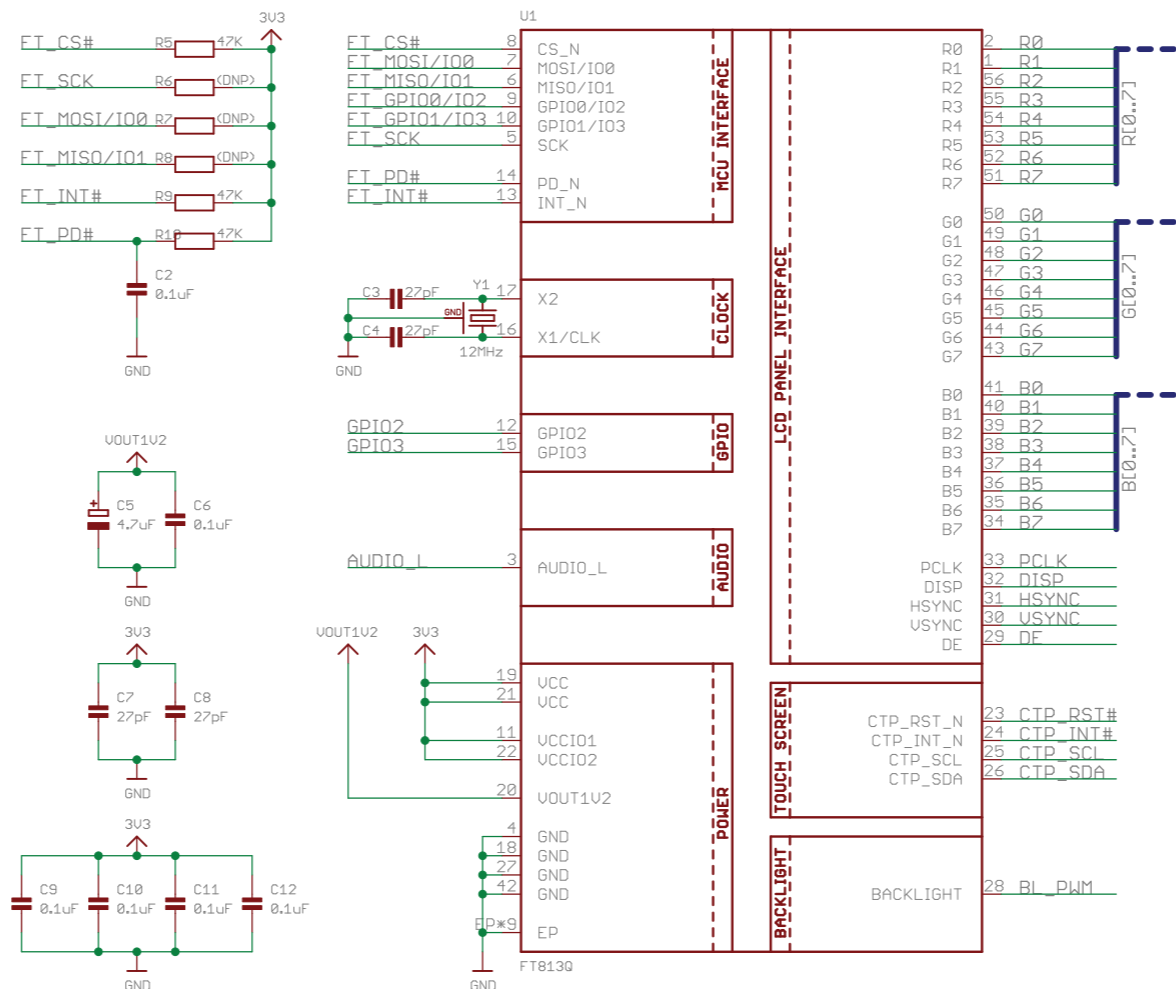 3V3
FT_CS# R5 47K
FT_SCK R6 (DNP)
FT_MOSI/IO0 R7 (DNP)
FT_MISO/IO1 R8 (DNP)
FT_INT# R9 47K
FT_PD# R10 47K
C2
0.1uF
GND
VOUT1V2
C5
4.7uF
C6
0.1uF
GND
3V3
C7
27pF
C8
27pF
GND
3V3
C9
0.1uF
C10
0.1uF
C11
0.1uF
C12
0.1uF
GND
U1
FT_CS# 8 CS_N
FT_MOSI/IO0 7 MOSI/IO0
FT_MISO/IO1 6 MISO/IO1
FT_GPIO0/IO2 9 GPIO0/IO2
FT_GPIO1/IO3 10 GPIO1/IO3
FT_SCK 5 SCK
FT_PD# 14 PD_N
FT_INT# 13 INT_N
MCU INTERFACE
C3 27pF Y1 17 X2
GND
C4 27pF 16 X1/CLK
12MHz
GND
CLOCK
GPIO2 12 GPIO2
GPIO3 15 GPIO3
GPIO
AUDIO_L 3 AUDIO_L
AUDIO
VOUT1V2
3V3
19 VCC
21 VCC
11 VCCIO1
22 VCCIO2
20 VOUT1V2
4 GND
18 GND
27 GND
42 GND
EP*9 EP
POWER
GND
FT813Q
LCD PANEL INTERFACE
R0 2 R0
R1 1 R1
R2 56 R2
R3 55 R3
R4 54 R4
R5 53 R5
R6 52 R6
R7 51 R7
R[0..7]
G0 50 G0
G1 49 G1
G2 48 G2
G3 47 G3
G4 46 G4
G5 45 G5
G6 44 G6
G7 43 G7
G[0..7]
B0 41 B0
B1 40 B1
B2 39 B2
B3 38 B3
B4 37 B4
B5 36 B5
B6 35 B6
B7 34 B7
B[0..7]
PCLK 33 PCLK
DISP 32 DISP
HSYNC 31 HSYNC
VSYNC 30 VSYNC
DE 29 DE
TOUCH SCREEN
CTP_RST_N 23 CTP_RST#
CTP_INT_N 24 CTP_INT#
CTP_SCL 25 CTP_SCL
CTP_SDA 26 CTP_SDA
BACKLIGHT
BACKLIGHT 28 BL_PWM